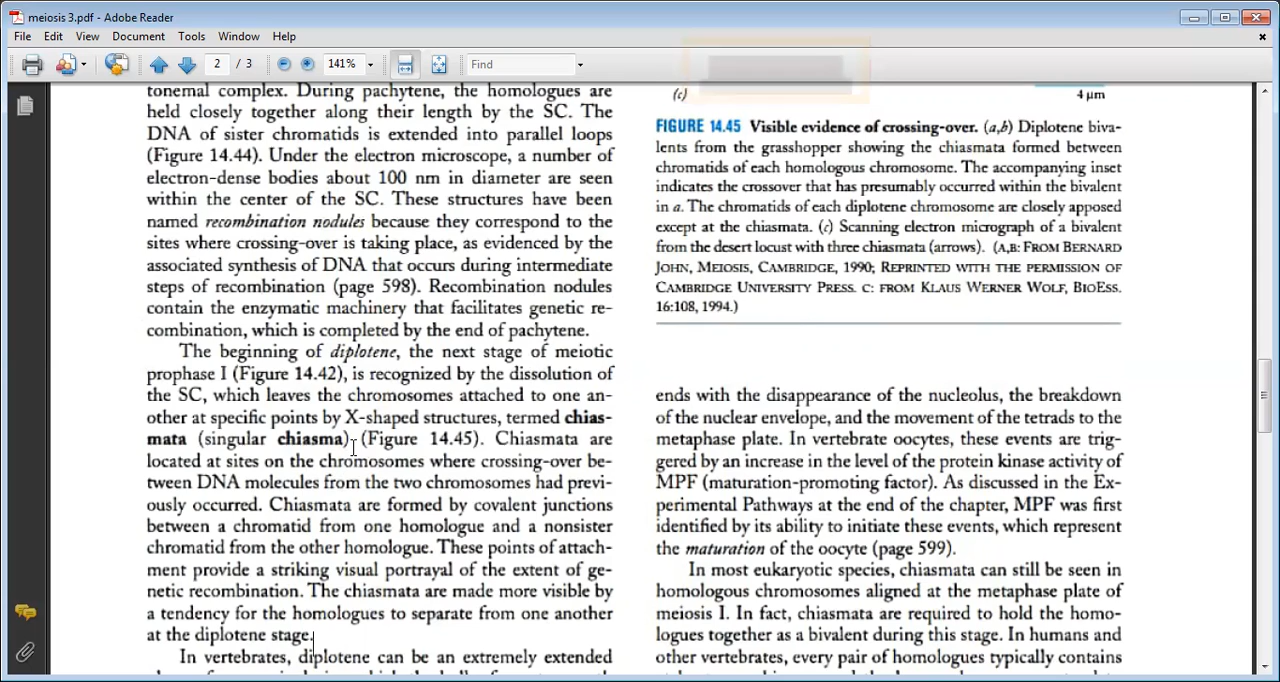 meiosis 3.pdf - Adobe Reader
File Edit View Document Tools Window Help
2 / 3 141% Find
tonemal complex. During pachytene, the homologues are
held closely together along their length by the SC. The
DNA of sister chromatids is extended into parallel loops
(Figure 14.44). Under the electron microscope, a number of
electron-dense bodies about 100 nm in diameter are seen
within the center of the SC. These structures have been
named recombination nodules because they correspond to the
sites where crossing-over is taking place, as evidenced by the
associated synthesis of DNA that occurs during intermediate
steps of recombination (page 598). Recombination nodules
contain the enzymatic machinery that facilitates genetic re-
combination, which is completed by the end of pachytene.
The beginning of diplotene, the next stage of meiotic
prophase I (Figure 14.42), is recognized by the dissolution of
the SC, which leaves the chromosomes attached to one an-
other at specific points by X-shaped structures, termed chias-
mata (singular chiasma) (Figure 14.45). Chiasmata are
located at sites on the chromosomes where crossing-over be-
tween DNA molecules from the two chromosomes had previ-
ously occurred. Chiasmata are formed by covalent junctions
between a chromatid from one homologue and a nonsister
chromatid from the other homologue. These points of attach-
ment provide a striking visual portrayal of the extent of ge-
netic recombination. The chiasmata are made more visible by
a tendency for the homologues to separate from one another
at the diplotene stage.
In vertebrates, diplotene can be an extremely extended
(c)
4 µm
FIGURE 14.45 Visible evidence of crossing-over. (a,b) Diplotene biva-
lents from the grasshopper showing the chiasmata formed between
chromatids of each homologous chromosome. The accompanying inset
indicates the crossover that has presumably occurred within the bivalent
in a. The chromatids of each diplotene chromosome are closely apposed
except at the chiasmata. (c) Scanning electron micrograph of a bivalent
from the desert locust with three chiasmata (arrows). (A,B: FROM BERNARD
JOHN, MEIOSIS, CAMBRIDGE, 1990; REPRINTED WITH THE PERMISSION OF
CAMBRIDGE UNIVERSITY PRESS. C: FROM KLAUS WERNER WOLF, BIOESS.
16:108, 1994.)
ends with the disappearance of the nucleolus, the breakdown
of the nuclear envelope, and the movement of the tetrads to the
metaphase plate. In vertebrate oocytes, these events are trig-
gered by an increase in the level of the protein kinase activity of
MPF (maturation-promoting factor). As discussed in the Ex-
perimental Pathways at the end of the chapter, MPF was first
identified by its ability to initiate these events, which represent
the maturation of the oocyte (page 599).
In most eukaryotic species, chiasmata can still be seen in
homologous chromosomes aligned at the metaphase plate of
meiosis I. In fact, chiasmata are required to hold the homo-
logues together as a bivalent during this stage. In humans and
other vertebrates, every pair of homologues typically contains